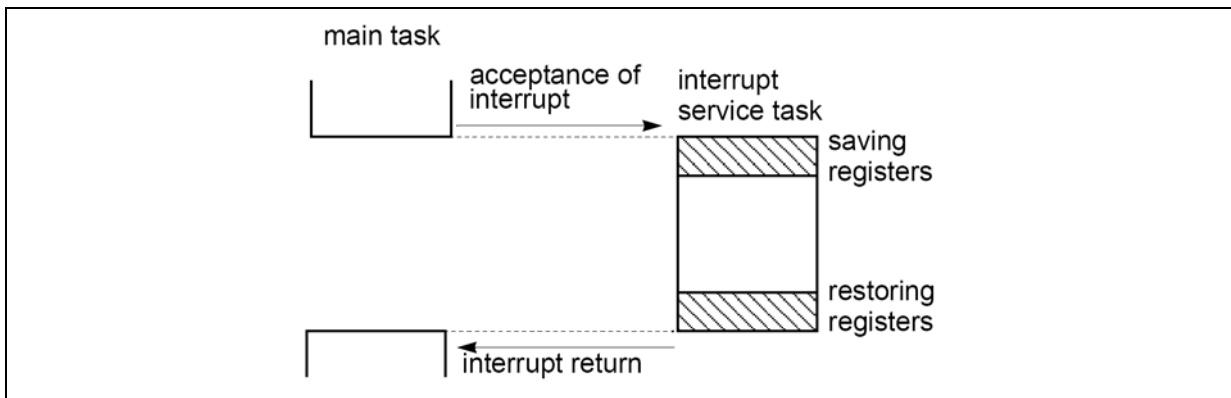 main task
acceptance of
interrupt
interrupt
service task
saving
registers
restoring
registers
interrupt return